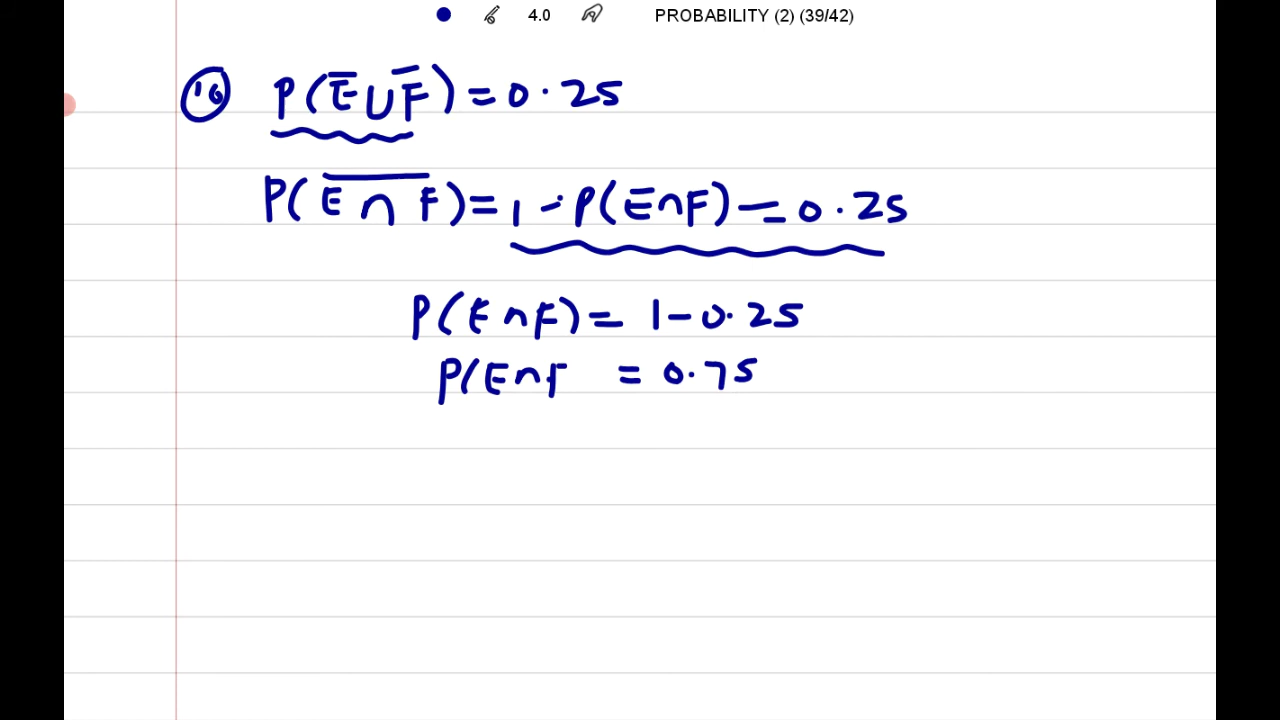 4.0 PROBABILITY (2) (39/42)
16 P(E̅ ∪ F̅) = 0.25
P(E̅ ̅∩̅ ̅F̅) = 1 - P(E∩F) = 0.25
P(E∩F) = 1 - 0.25
P(E∩F = 0.75